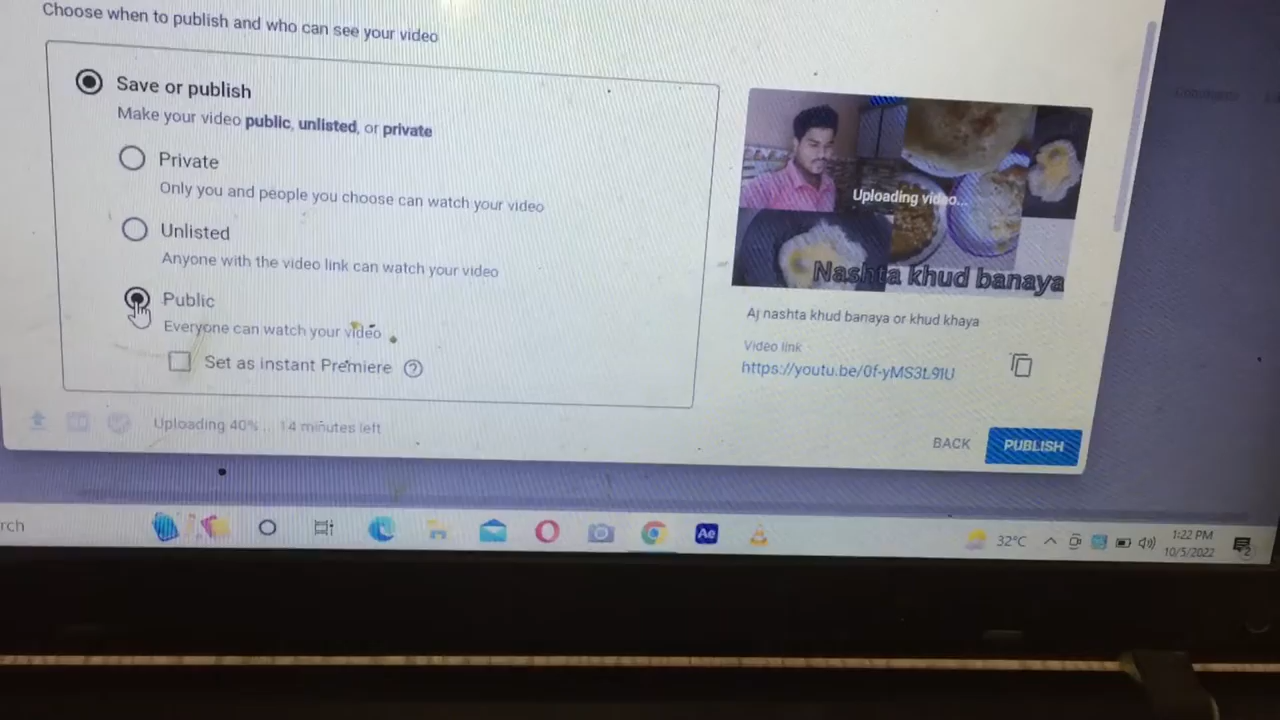 Choose when to publish and who can see your video
Save or publish
Make your video public, unlisted, or private
Private
Only you and people you choose can watch your video
Unlisted
Anyone with the video link can watch your video
Public
Everyone can watch your video
Set as instant Premiere
Uploading 40% ... 14 minutes left
Uploading video...
Nashta khud banaya
Aj nashta khud banaya or khud khaya
Video link
https://youtu.be/0f-yMS3L9IU
BACK
PUBLISH
Comments
rch
Ae
32°C
1:22 PM
10/5/2022
2